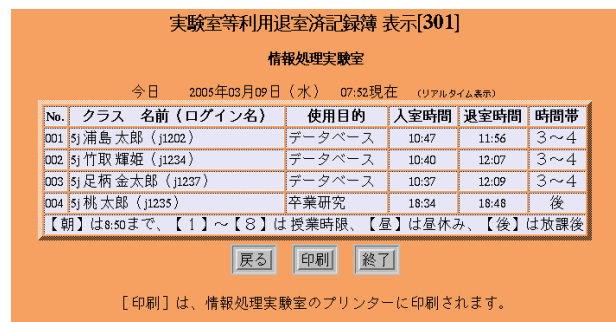 実験室等利用退室済記録簿 表示[301]
情報処理実験室
今日 2005年03月09日(水) 07:52現在 (リアルタイム表示)
No. クラス 名前(ログイン名) 使用目的 入室時間 退室時間 時間帯
001 5j 浦島 太郎(j1202) データベース 10:47 11:56 3〜4
002 5j 竹取 輝姫(j1234) データベース 10:40 12:07 3〜4
003 5j 足柄 金太郎(j1237) データベース 10:37 12:09 3〜4
004 5j 桃 太郎(j1235) 卒業研究 18:34 18:48 後
【朝】は8:50まで、【1】〜【8】は授業時限、【昼】は昼休み、【後】は放課後
戻る 印刷 終了
[印刷]は、情報処理実験室のプリンターに印刷されます。